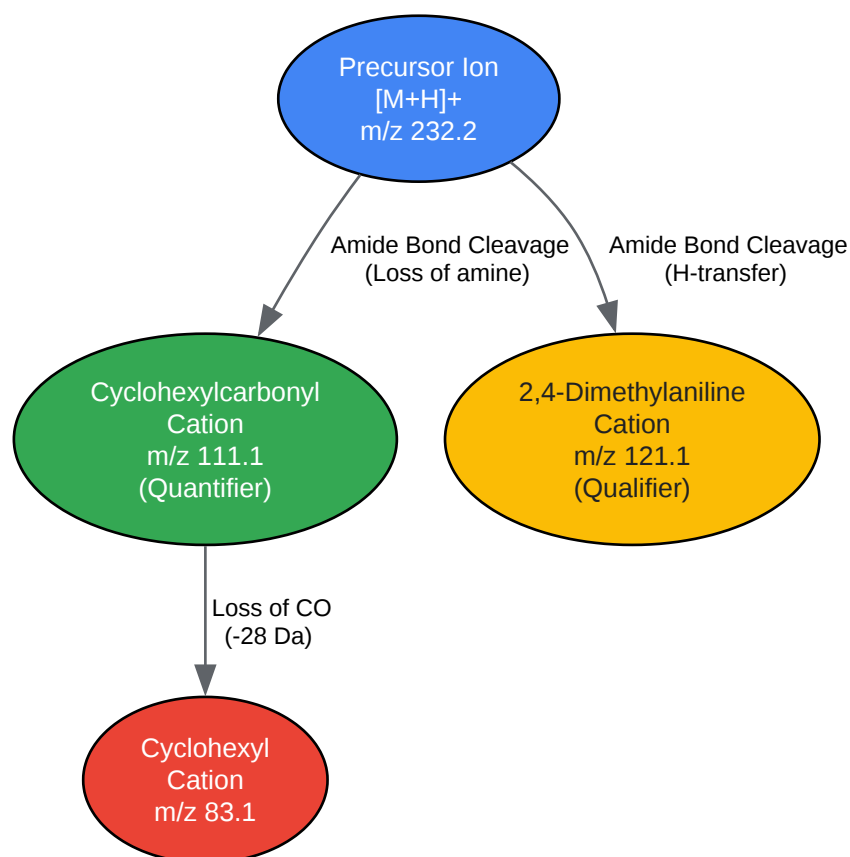 Precursor Ion
[M+H]+
m/z 232.2
Amide Bond Cleavage
(Loss of amine)
Amide Bond Cleavage
(H-transfer)
Cyclohexylcarbonyl
Cation
m/z 111.1
(Quantifier)
2,4-Dimethylaniline
Cation
m/z 121.1
(Qualifier)
Loss of CO
(-28 Da)
Cyclohexyl
Cation
m/z 83.1